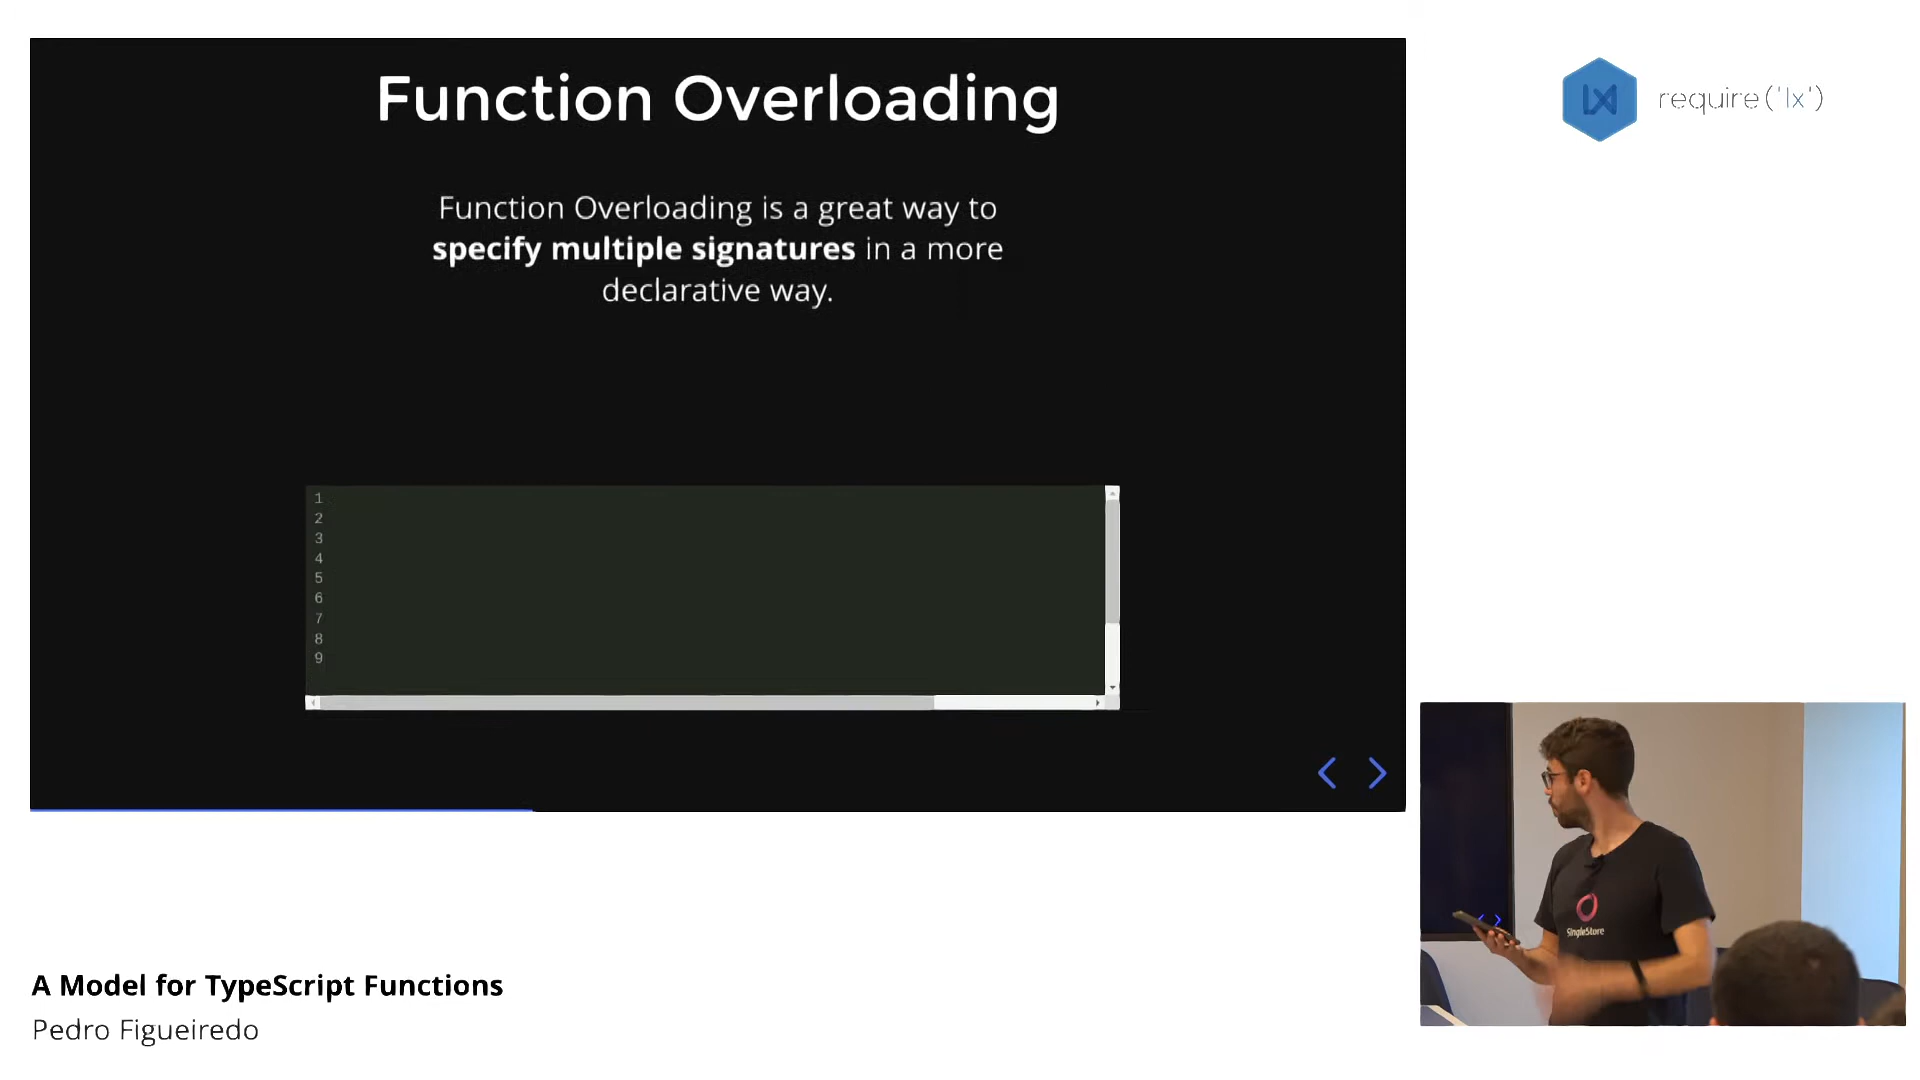 Function Overloading
require('lx')
Function Overloading is a great way to
specify multiple signatures in a more
declarative way.
1
2
3
4
5
6
7
8
9
SingleStore
A Model for TypeScript Functions
Pedro Figueiredo